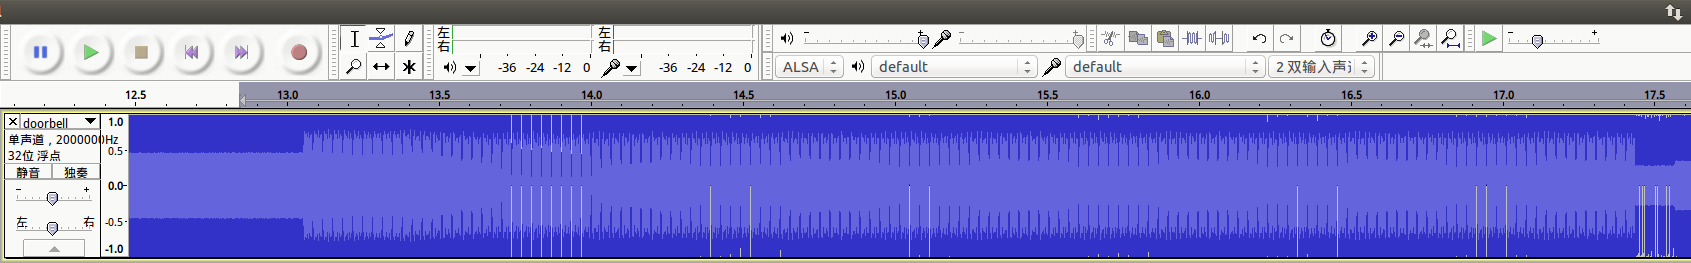 左
右
-36 -24 -12 0
左
右
-36 -24 -12 0
ALSA
default
default
2 双输入声道
12.5 13.0 13.5 14.0 14.5 15.0 15.5 16.0 16.5 17.0 17.5
doorbell
单声道，2000000Hz
32位 浮点
静音 独奏
- +
左 右
1.0
0.5
0.0
-0.5
-1.0